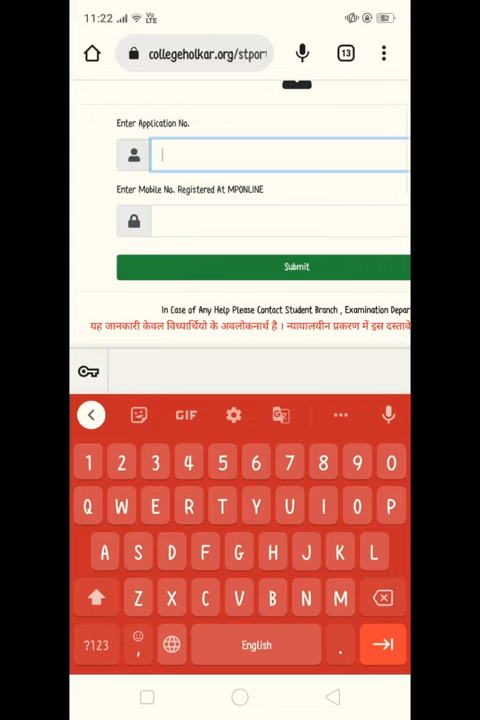 11:22 Vo LTE 52
collegeholkar.org/stpor 13
Enter Application No.
Enter Mobile No. Registered At MPONLINE
Submit
In Case of Any Help Please Contact Student Branch , Examination Depar
यह जानकारी केवल विध्यार्थियो के अवलोकनार्थ है । न्यायालयीन प्रकरण में इस दस्तावे
GIF
1 2 3 4 5 6 7 8 9 0
Q W E R T Y U I O P
A S D F G H J K L
Z X C V B N M
?123 , English .